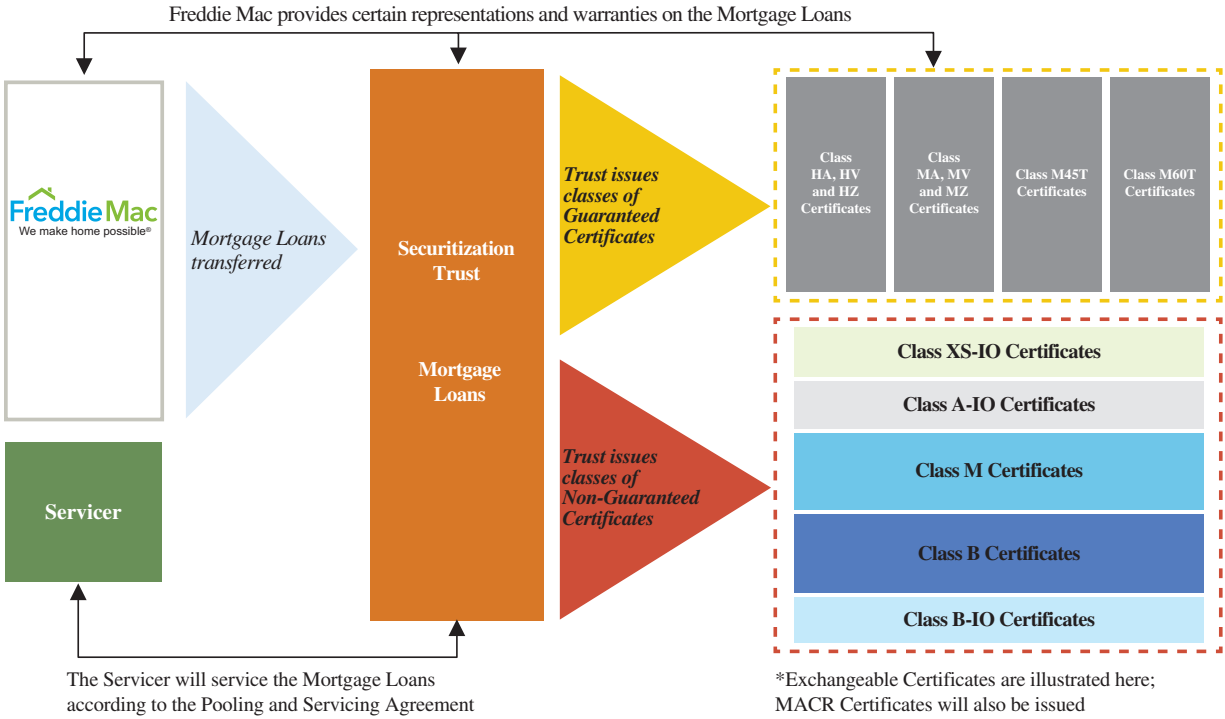 Freddie Mac provides certain representations and warranties on the Mortgage Loans
FreddieMac
We make home possible®
Mortgage Loans
transferred
Securitization
Trust
Mortgage
Loans
Trust issues
classes of
Guaranteed
Certificates
Class
HA, HV
and HZ
Certificates
Class
MA, MV
and MZ
Certificates
Class M45T
Certificates
Class M60T
Certificates
Servicer
Trust issues
classes of
Non-Guaranteed
Certificates
Class XS-IO Certificates
Class A-IO Certificates
Class M Certificates
Class B Certificates
Class B-IO Certificates
The Servicer will service the Mortgage Loans
according to the Pooling and Servicing Agreement
*Exchangeable Certificates are illustrated here;
MACR Certificates will also be issued